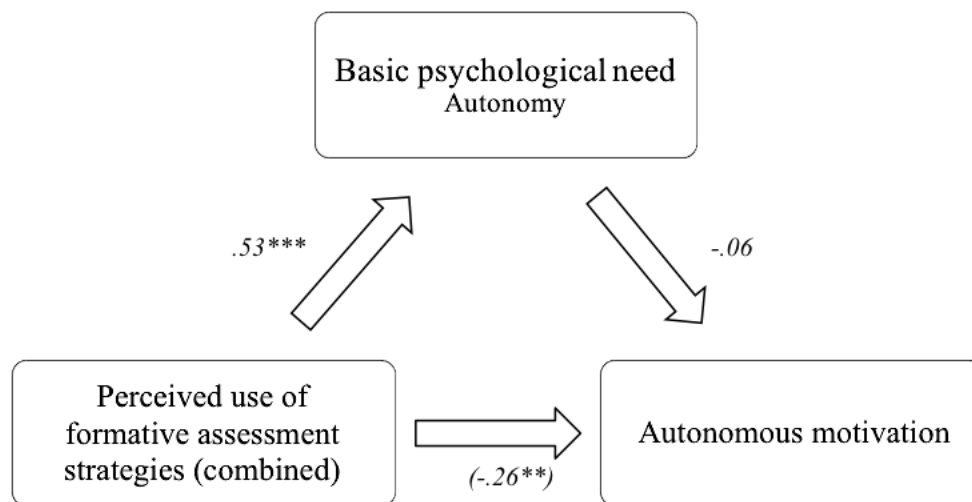 Basic psychological need
Autonomy
.53***
-.06
Perceived use of
formative assessment
strategies (combined)
Autonomous motivation
(-.26**)